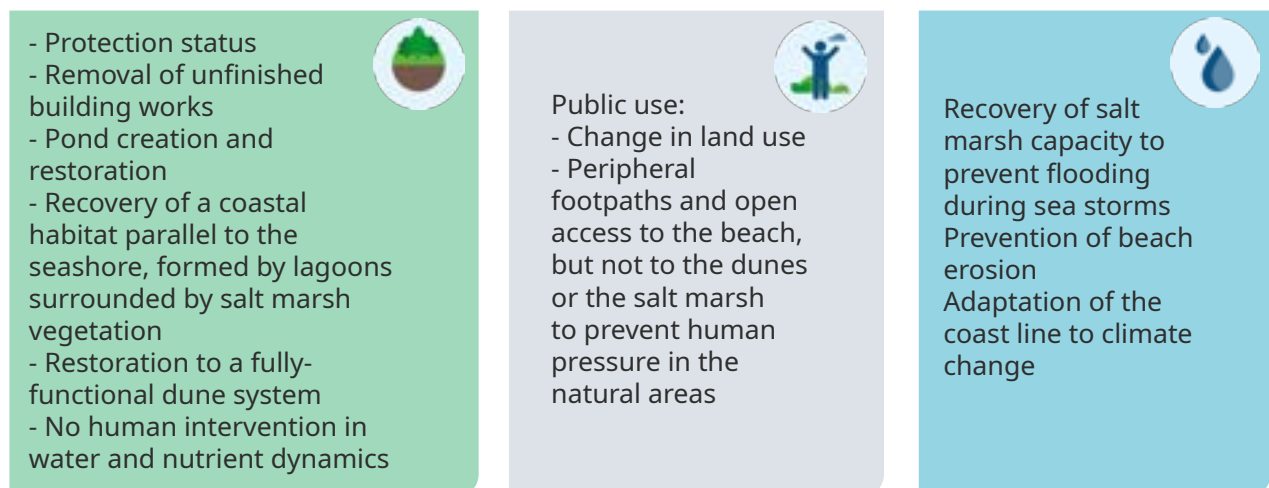 - Protection status
- Removal of unfinished
building works
- Pond creation and
restoration
- Recovery of a coastal
habitat parallel to the
seashore, formed by lagoons
surrounded by salt marsh
vegetation
- Restoration to a fully-
functional dune system
- No human intervention in
water and nutrient dynamics
Public use:
- Change in land use
- Peripheral
footpaths and open
access to the beach,
but not to the dunes
or the salt marsh
to prevent human
pressure in the
natural areas
Recovery of salt
marsh capacity to
prevent flooding
during sea storms
Prevention of beach
erosion
Adaptation of the
coast line to climate
change